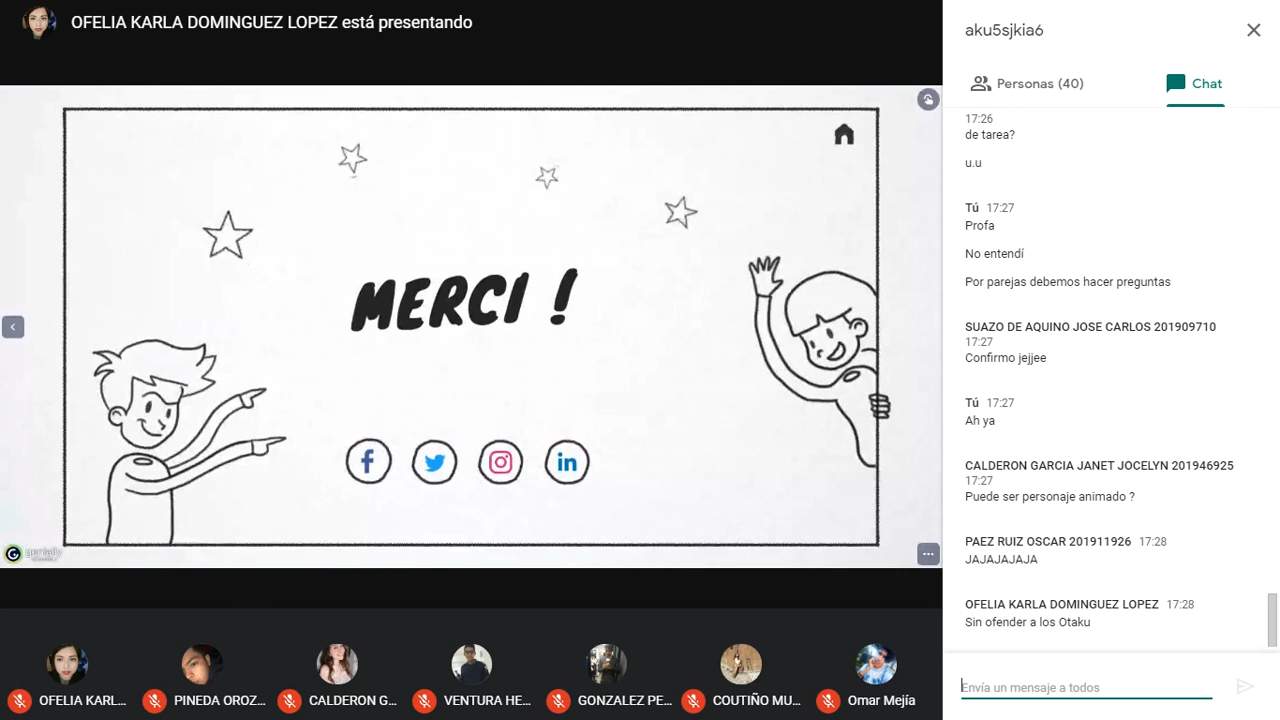 OFELIA KARLA DOMINGUEZ LOPEZ está presentando
MERCI !
f
in
genially
aku5sjkia6
Personas (40)
Chat
17:26
de tarea?
u.u
Tú 17:27
Profa
No entendí
Por parejas debemos hacer preguntas
SUAZO DE AQUINO JOSE CARLOS 201909710
17:27
Confirmo jejjee
Tú 17:27
Ah ya
CALDERON GARCIA JANET JOCELYN 201946925
17:27
Puede ser personaje animado ?
PAEZ RUIZ OSCAR 201911926 17:28
JAJAJAJAJA
OFELIA KARLA DOMINGUEZ LOPEZ 17:28
Sin ofender a los Otaku
Envía un mensaje a todos
OFELIA KARL...
PINEDA OROZ...
CALDERON G...
VENTURA HE...
GONZALEZ PE...
COUTIÑO MU...
Omar Mejía